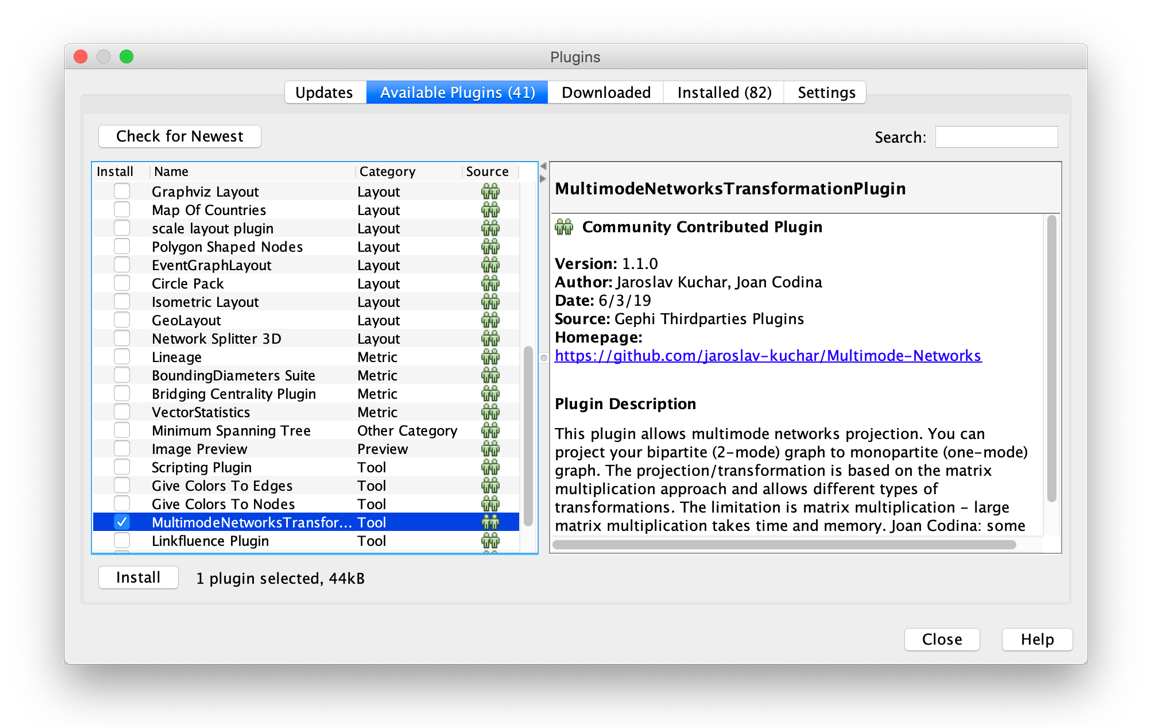 Plugins
Updates Available Plugins (41) Downloaded Installed (82) Settings
Check for Newest Search:
Install Name Category Source
Graphviz Layout Layout
Map Of Countries Layout
scale layout plugin Layout
Polygon Shaped Nodes Layout
EventGraphLayout Layout
Circle Pack Layout
Isometric Layout Layout
GeoLayout Layout
Network Splitter 3D Layout
Lineage Metric
BoundingDiameters Suite Metric
Bridging Centrality Plugin Metric
VectorStatistics Metric
Minimum Spanning Tree Other Category
Image Preview Preview
Scripting Plugin Tool
Give Colors To Edges Tool
Give Colors To Nodes Tool
MultimodeNetworksTransfor... Tool
Linkfluence Plugin Tool
MultimodeNetworksTransformationPlugin
Community Contributed Plugin
Version: 1.1.0
Author: Jaroslav Kuchar, Joan Codina
Date: 6/3/19
Source: Gephi Thirdparties Plugins
Homepage:
https://github.com/jaroslav-kuchar/Multimode-Networks
Plugin Description
This plugin allows multimode networks projection. You can
project your bipartite (2-mode) graph to monopartite (one-mode)
graph. The projection/transformation is based on the matrix
multiplication approach and allows different types of
transformations. The limitation is matrix multiplication - large
matrix multiplication takes time and memory. Joan Codina: some
Install 1 plugin selected, 44kB
Close Help